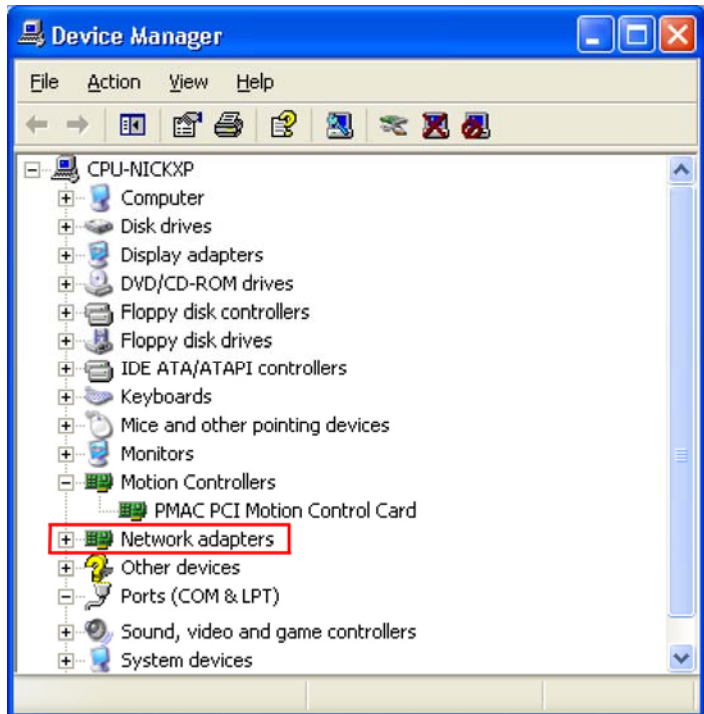 Device Manager
File Action View Help
CPU-NICKXP
Computer
Disk drives
Display adapters
DVD/CD-ROM drives
Floppy disk controllers
Floppy disk drives
IDE ATA/ATAPI controllers
Keyboards
Mice and other pointing devices
Monitors
Motion Controllers
PMAC PCI Motion Control Card
Network adapters
Other devices
Ports (COM & LPT)
Sound, video and game controllers
System devices